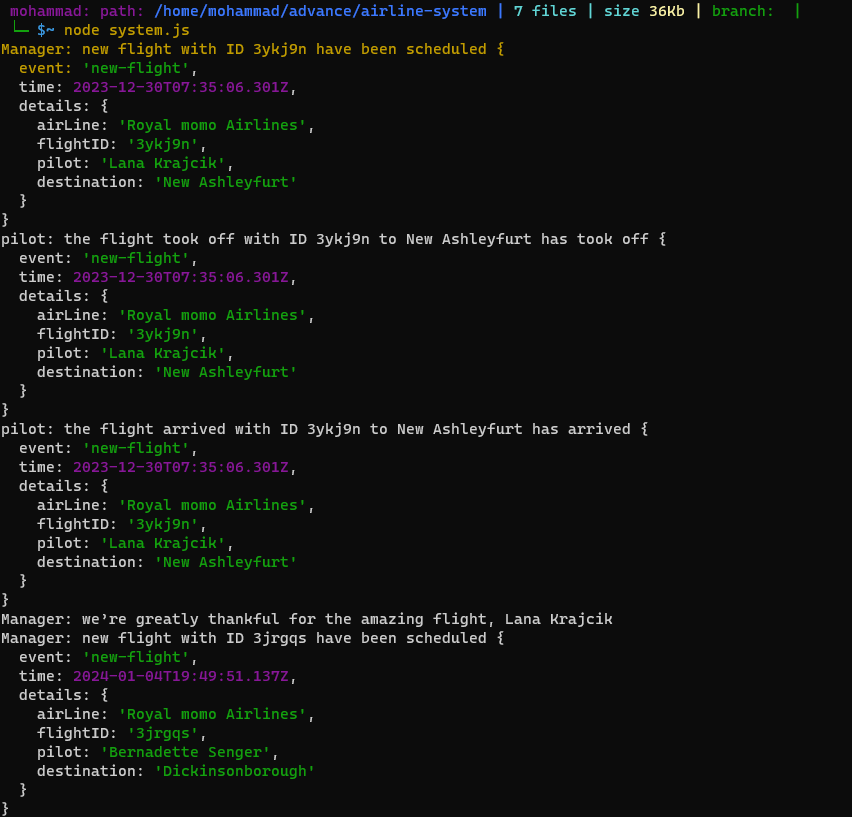 mohammad: path: /home/mohammad/advance/airline-system | 7 files | size 36Kb | branch:  |
└─ $~ node system.js
Manager: new flight with ID 3ykj9n have been scheduled {
  event: 'new-flight',
  time: 2023-12-30T07:35:06.301Z,
  details: {
    airLine: 'Royal momo Airlines',
    flightID: '3ykj9n',
    pilot: 'Lana Krajcik',
    destination: 'New Ashleyfurt'
  }
}
pilot: the flight took off with ID 3ykj9n to New Ashleyfurt has took off {
  event: 'new-flight',
  time: 2023-12-30T07:35:06.301Z,
  details: {
    airLine: 'Royal momo Airlines',
    flightID: '3ykj9n',
    pilot: 'Lana Krajcik',
    destination: 'New Ashleyfurt'
  }
}
pilot: the flight arrived with ID 3ykj9n to New Ashleyfurt has arrived {
  event: 'new-flight',
  time: 2023-12-30T07:35:06.301Z,
  details: {
    airLine: 'Royal momo Airlines',
    flightID: '3ykj9n',
    pilot: 'Lana Krajcik',
    destination: 'New Ashleyfurt'
  }
}
Manager: we’re greatly thankful for the amazing flight, Lana Krajcik
Manager: new flight with ID 3jrgqs have been scheduled {
  event: 'new-flight',
  time: 2024-01-04T19:49:51.137Z,
  details: {
    airLine: 'Royal momo Airlines',
    flightID: '3jrgqs',
    pilot: 'Bernadette Senger',
    destination: 'Dickinsonborough'
  }
}